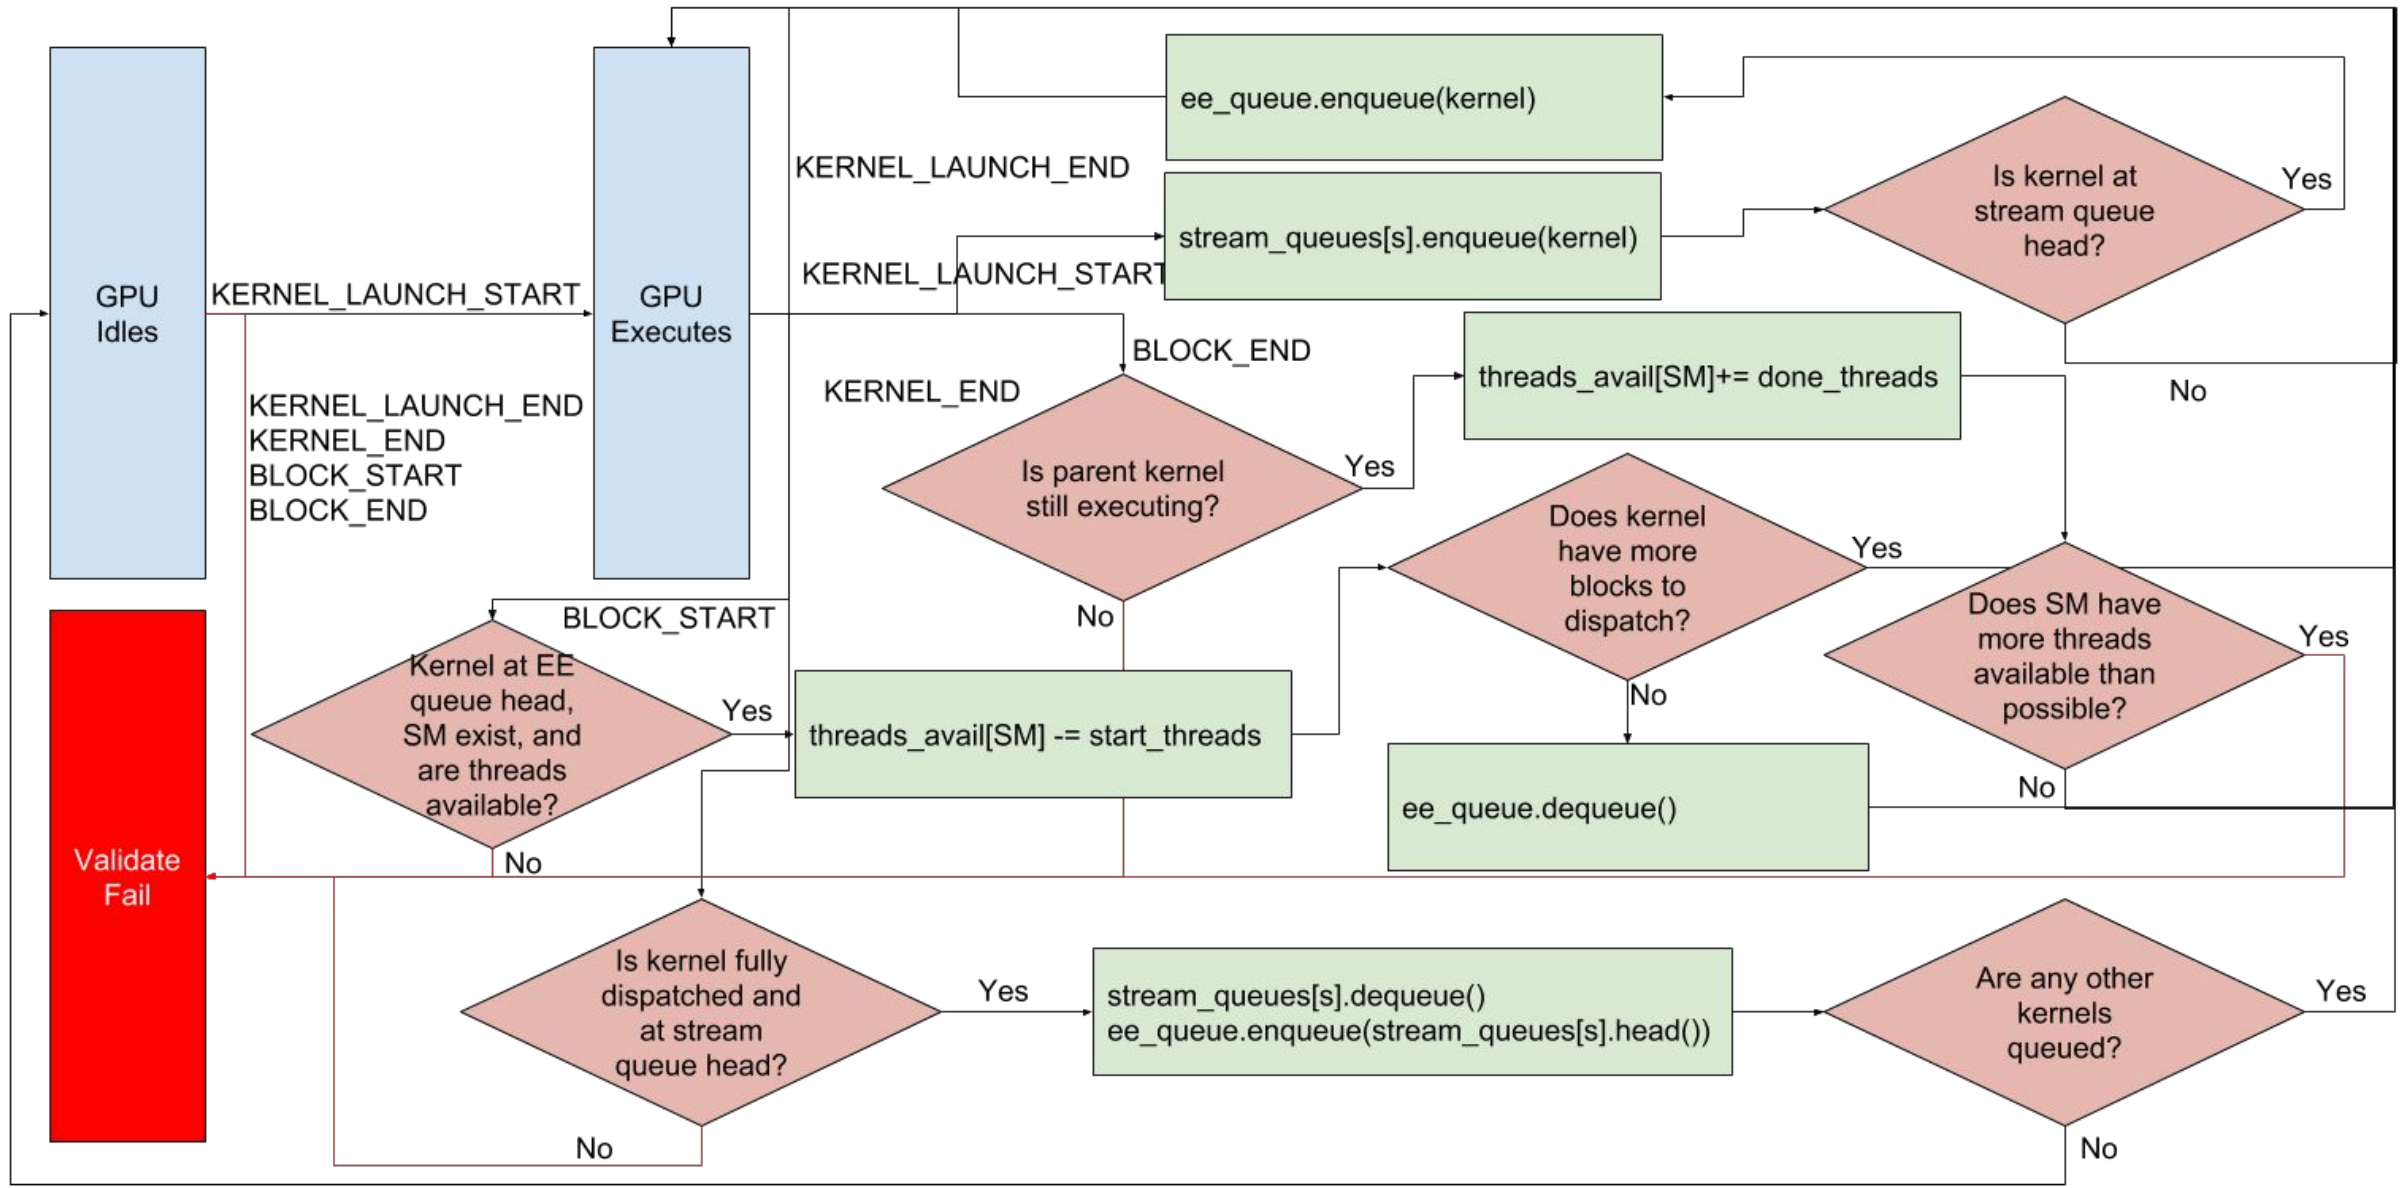 ee_queue.enqueue(kernel)
KERNEL_LAUNCH_END
Is kernel at
stream queue
head?
Yes
stream_queues[s].enqueue(kernel)
KERNEL_LAUNCH_START
GPU
Idles
KERNEL_LAUNCH_START
GPU
Executes
BLOCK_END
threads_avail[SM]+= done_threads
No
KERNEL_LAUNCH_END
KERNEL_END
BLOCK_START
BLOCK_END
KERNEL_END
Is parent kernel
still executing?
Yes
No
Does kernel
have more
blocks to
dispatch?
Yes
No
Does SM have
more threads
available than
possible?
Yes
No
BLOCK_START
Kernel at EE
queue head,
SM exist, and
are threads
available?
Yes
No
threads_avail[SM] -= start_threads
ee_queue.dequeue()
Validate
Fail
Is kernel fully
dispatched and
at stream
queue head?
Yes
No
stream_queues[s].dequeue()
ee_queue.enqueue(stream_queues[s].head())
Are any other
kernels
queued?
Yes
No